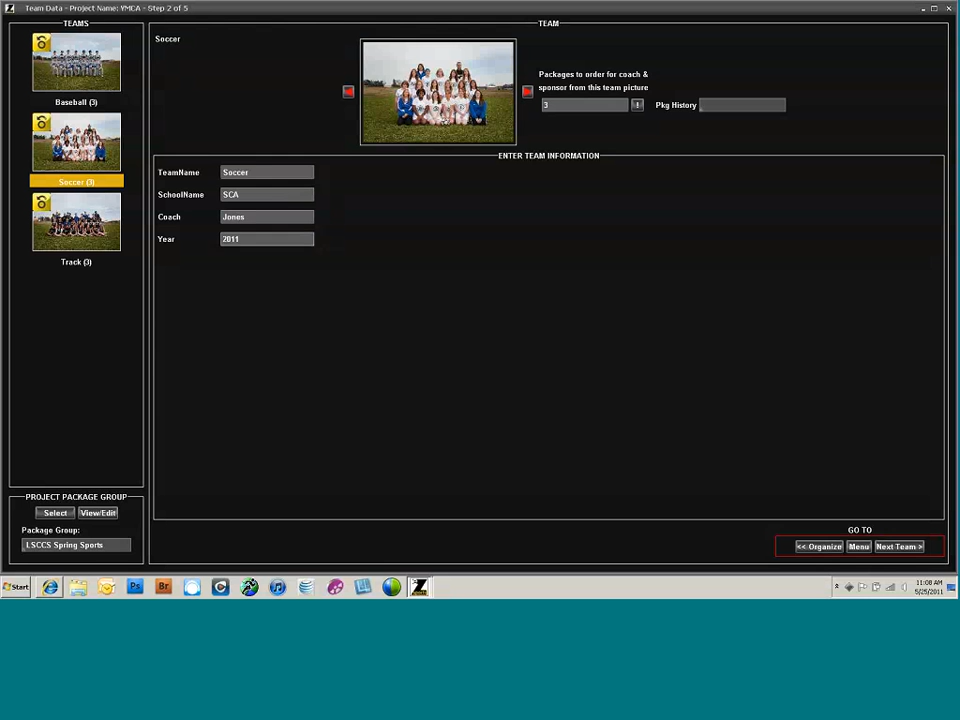 Team Data - Project Name: YMCA - Step 2 of 5
TEAMS
Baseball (3)
Soccer (3)
Track (3)
PROJECT PACKAGE GROUP
Select View/Edit
Package Group:
LSCCS Spring Sports
TEAM
Soccer
Packages to order for coach &
sponsor from this team picture
3 ! Pkg History
ENTER TEAM INFORMATION
TeamName Soccer
SchoolName SCA
Coach Jones
Year 2011
GO TO
<< Organize Menu Next Team >
Start Ps Br 11:08 AM
5/25/2011